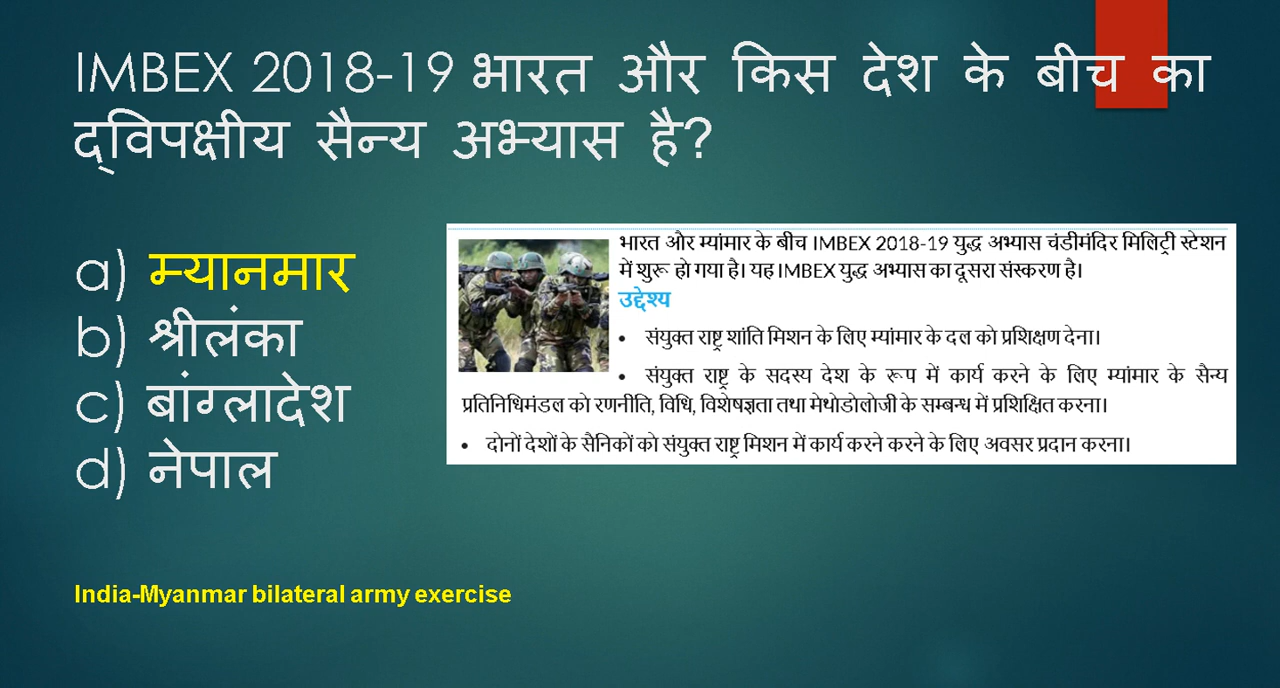 IMBEX 2018-19 भारत और किस देश के बीच का
द्विपक्षीय सैन्य अभ्यास है?
a) म्यानमार
b) श्रीलंका
c) बांग्लादेश
d) नेपाल
भारत और म्यांमार के बीच IMBEX 2018-19 युद्ध अभ्यास चंडीमंदिर मिलिट्री स्टेशन
में शुरू हो गया है। यह IMBEX युद्ध अभ्यास का दूसरा संस्करण है।
उद्देश्य
• संयुक्त राष्ट्र शांति मिशन के लिए म्यांमार के दल को प्रशिक्षण देना।
• संयुक्त राष्ट्र के सदस्य देश के रूप में कार्य करने के लिए म्यांमार के सैन्य
प्रतिनिधिमंडल को रणनीति, विधि, विशेषज्ञता तथा मेथोडोलोजी के सम्बन्ध में प्रशिक्षित करना।
• दोनों देशों के सैनिकों को संयुक्त राष्ट्र मिशन में कार्य करने करने के लिए अवसर प्रदान करना।
India-Myanmar bilateral army exercise